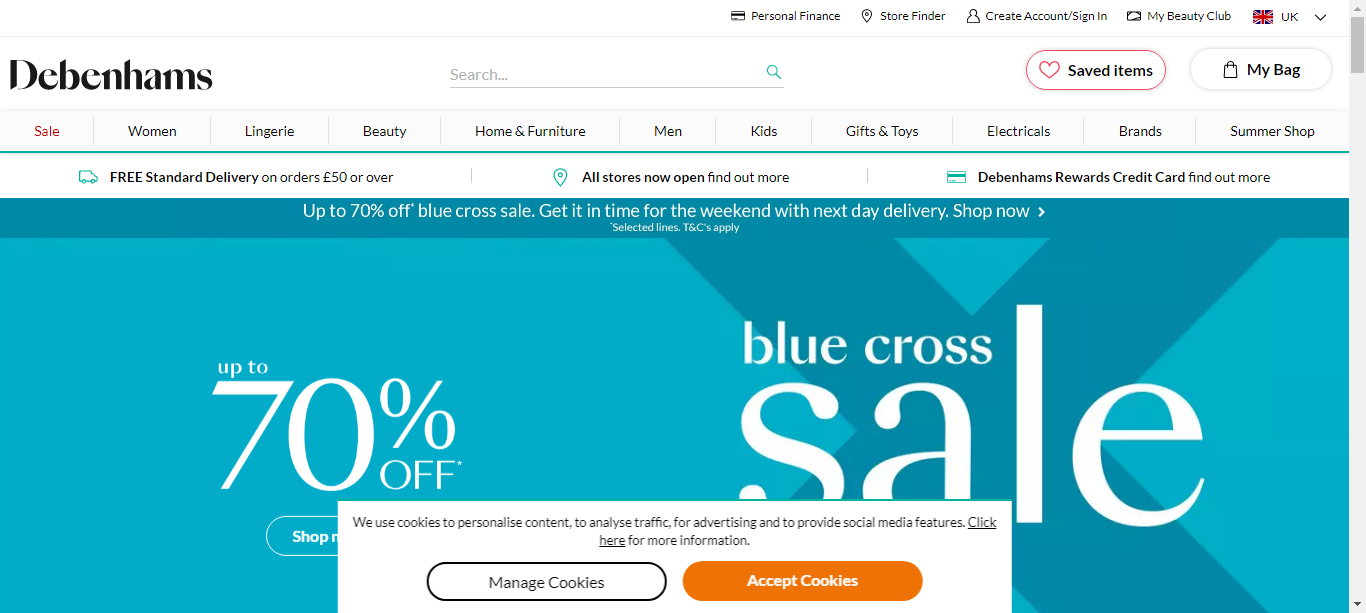 Personal Finance Store Finder Create Account/Sign In My Beauty Club UK
Debenhams
Search...
Saved items
My Bag
Sale Women Lingerie Beauty Home & Furniture Men Kids Gifts & Toys Electricals Brands Summer Shop
FREE Standard Delivery on orders £50 or over
All stores now open find out more
Debenhams Rewards Credit Card find out more
Up to 70% off* blue cross sale. Get it in time for the weekend with next day delivery. Shop now
*Selected lines. T&C's apply
up to
70%
OFF*
blue cross
sale
Shop
We use cookies to personalise content, to analyse traffic, for advertising and to provide social media features. Click
here for more information.
Manage Cookies
Accept Cookies